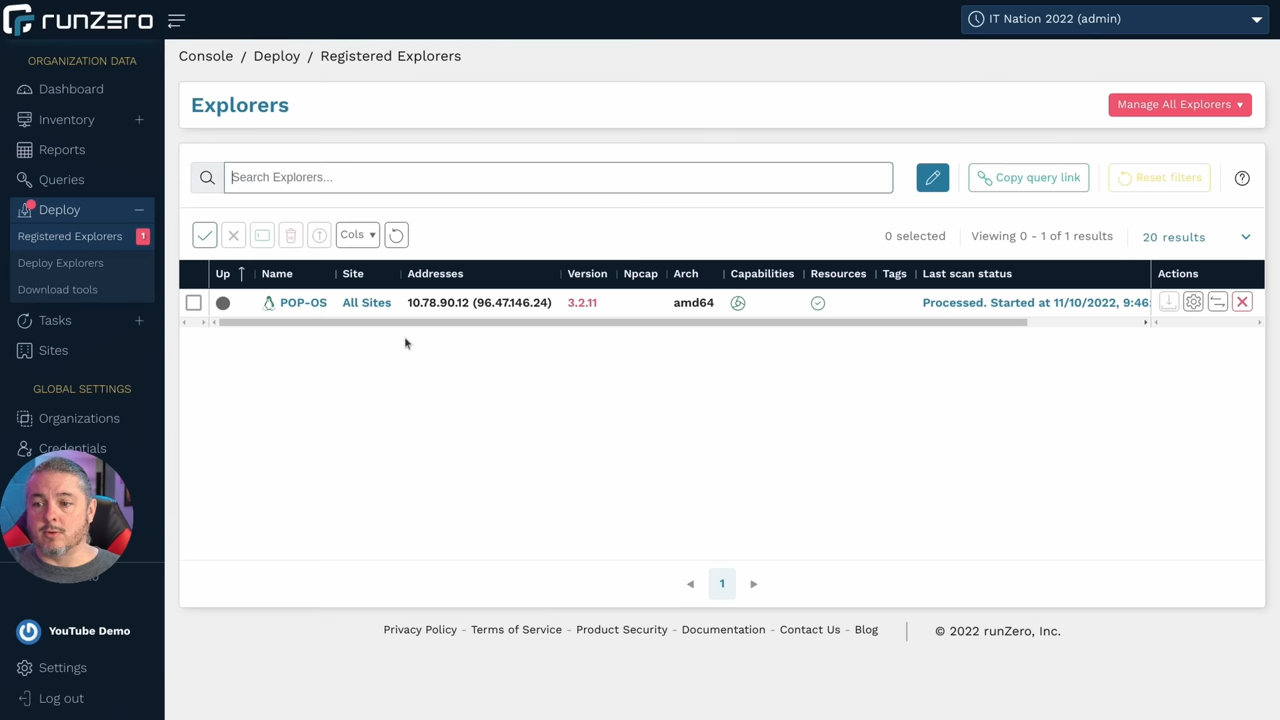 runZero
IT Nation 2022 (admin)
ORGANIZATION DATA
Dashboard
Inventory
Reports
Queries
Deploy
Registered Explorers 1
Deploy Explorers
Download tools
Tasks
Sites
GLOBAL SETTINGS
Organizations
Credentials
YouTube Demo
Settings
Log out
Console / Deploy / Registered Explorers
Explorers
Manage All Explorers
Search Explorers...
Copy query link
Reset filters
Cols
0 selected
Viewing 0 - 1 of 1 results
20 results
Up Name Site Addresses Version Npcap Arch Capabilities Resources Tags Last scan status Actions
POP-OS All Sites 10.78.90.12 (96.47.146.24) 3.2.11 amd64 Processed. Started at 11/10/2022, 9:46:
1
Privacy Policy - Terms of Service - Product Security - Documentation - Contact Us - Blog
© 2022 runZero, Inc.